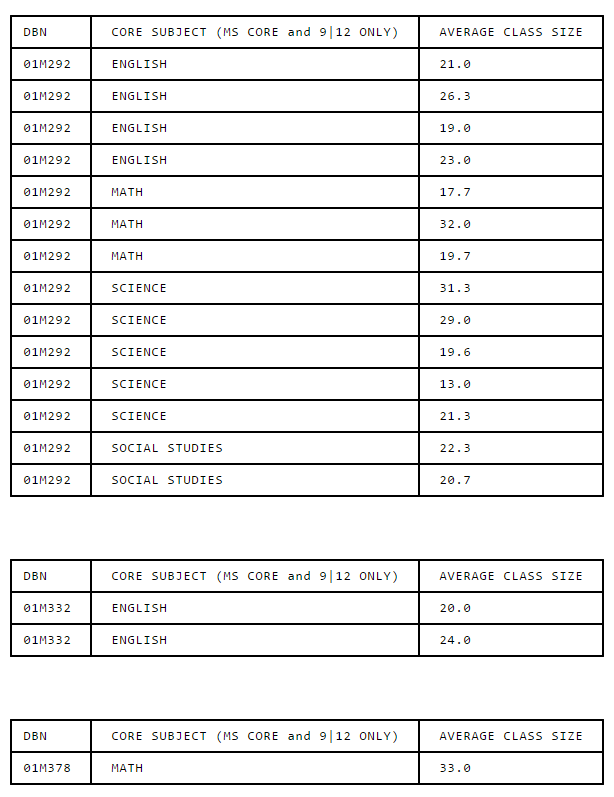 DBN CORE SUBJECT (MS CORE and 9|12 ONLY) AVERAGE CLASS SIZE
01M292 ENGLISH 21.0
01M292 ENGLISH 26.3
01M292 ENGLISH 19.0
01M292 ENGLISH 23.0
01M292 MATH 17.7
01M292 MATH 32.0
01M292 MATH 19.7
01M292 SCIENCE 31.3
01M292 SCIENCE 29.0
01M292 SCIENCE 19.6
01M292 SCIENCE 13.0
01M292 SCIENCE 21.3
01M292 SOCIAL STUDIES 22.3
01M292 SOCIAL STUDIES 20.7
DBN CORE SUBJECT (MS CORE and 9|12 ONLY) AVERAGE CLASS SIZE
01M332 ENGLISH 20.0
01M332 ENGLISH 24.0
DBN CORE SUBJECT (MS CORE and 9|12 ONLY) AVERAGE CLASS SIZE
01M378 MATH 33.0